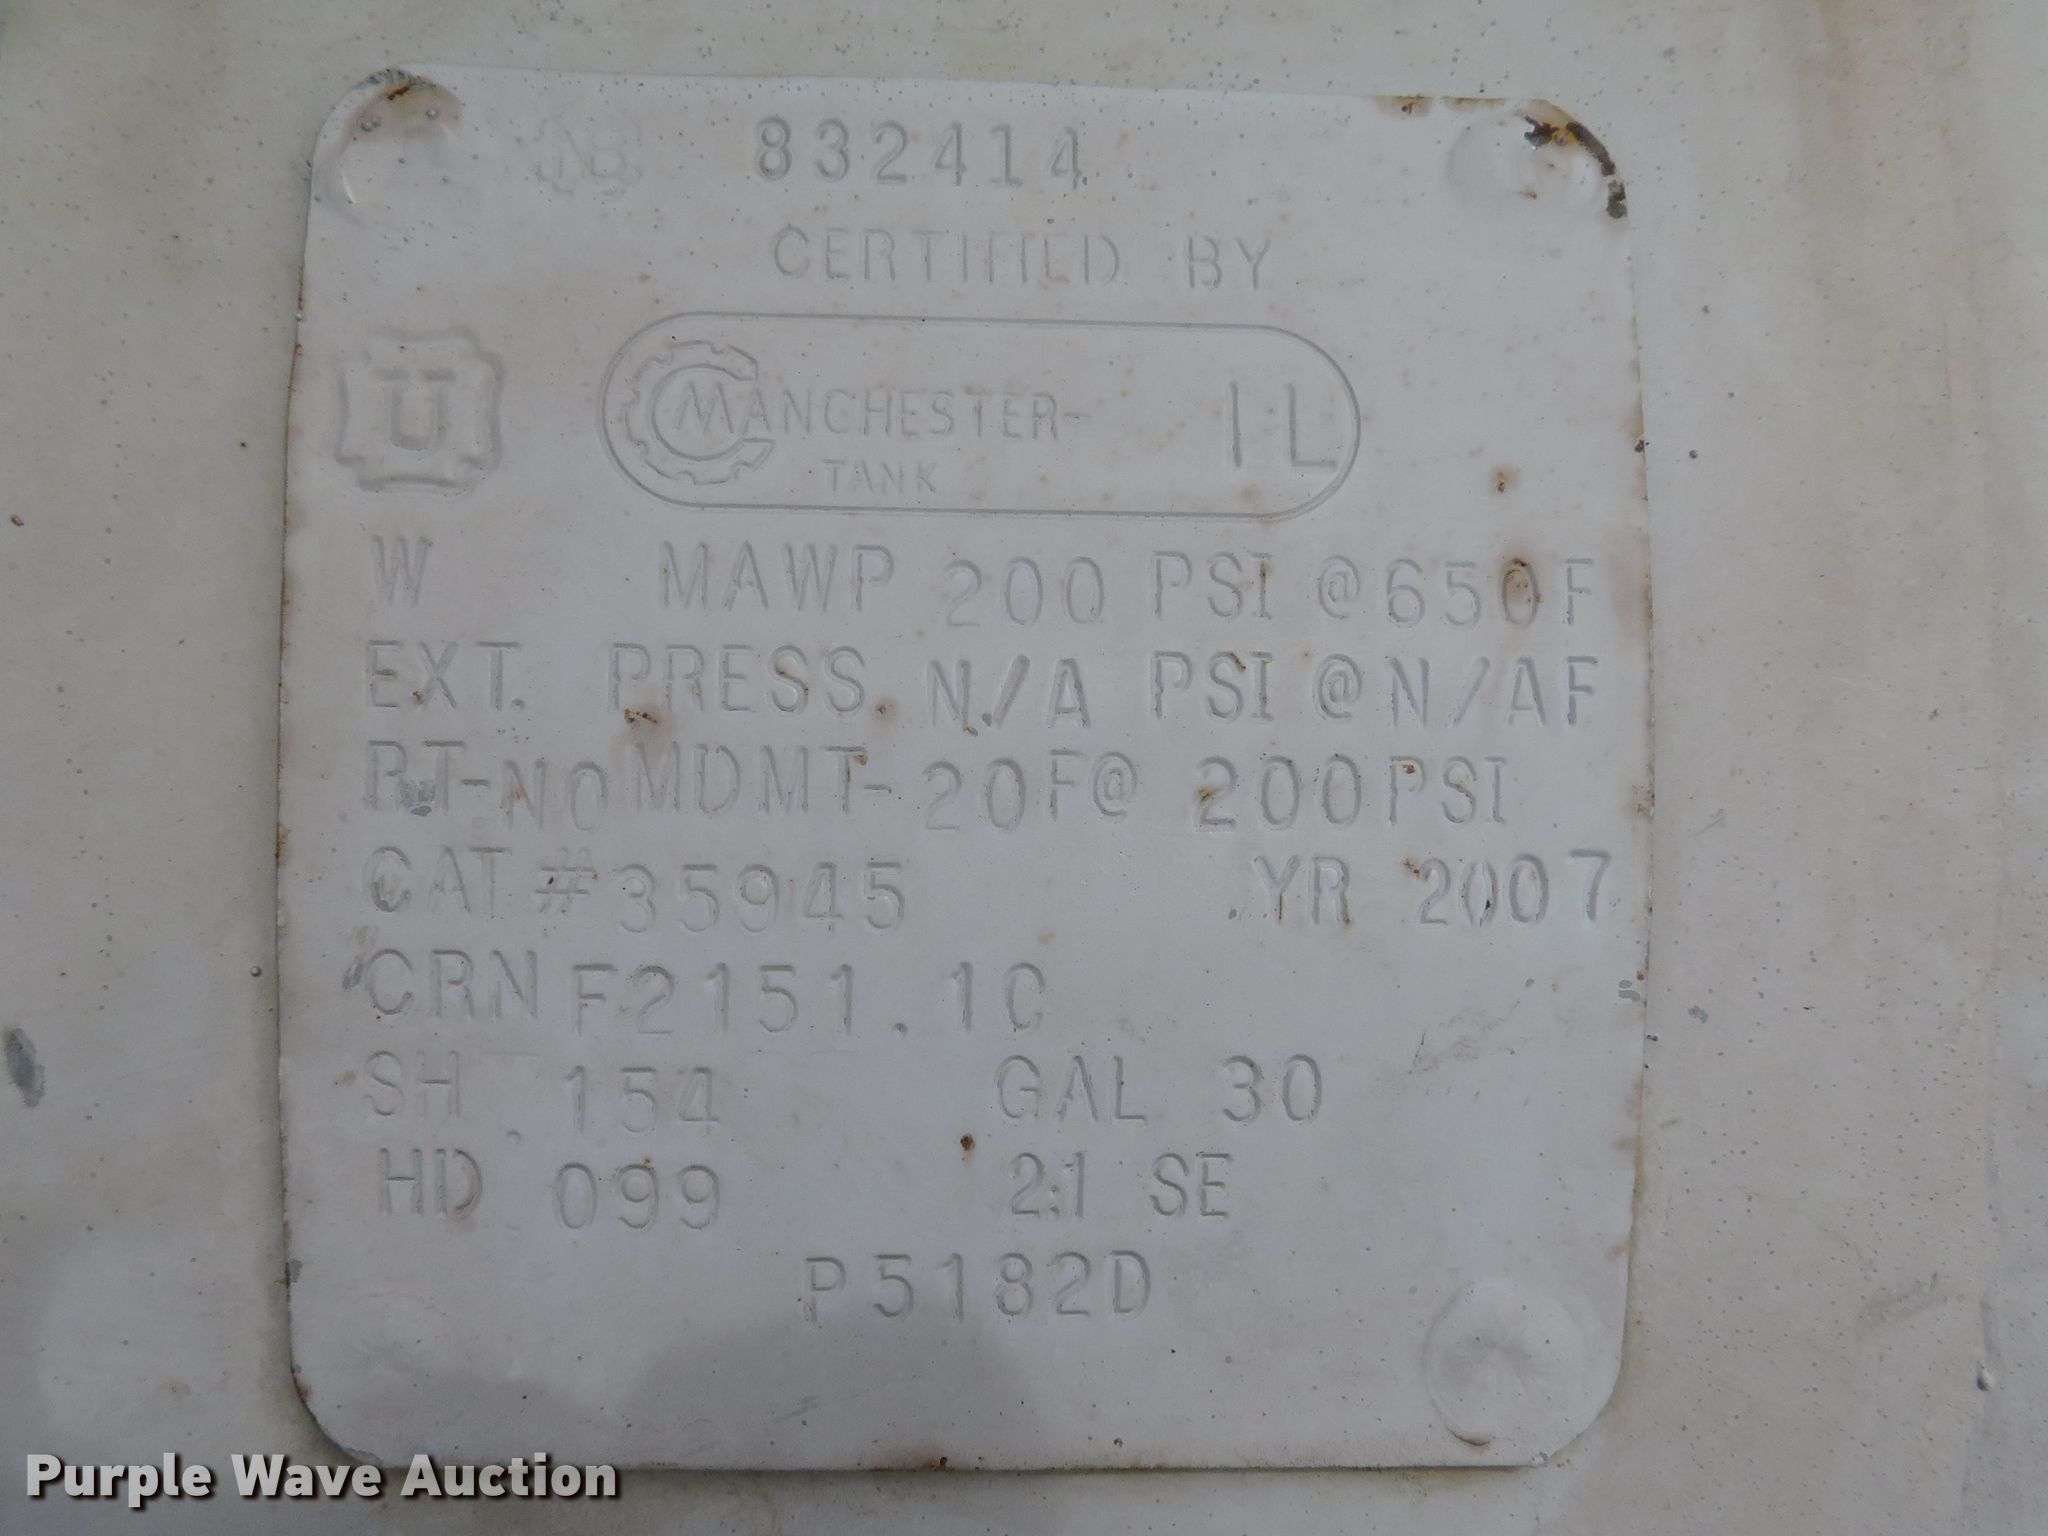 NB 832414
CERTIFIED BY
U
MANCHESTER-
TANK
IL
W MAWP 200 PSI @ 650F
EXT. PRESS. N/A PSI @ N/AF
RT-NO MDMT-20F@ 200PSI
CAT#35945 YR 2007
CRN F2151.1C
SH .154 GAL 30
HD .099 2:1 SE
P5182D
Purple Wave Auction